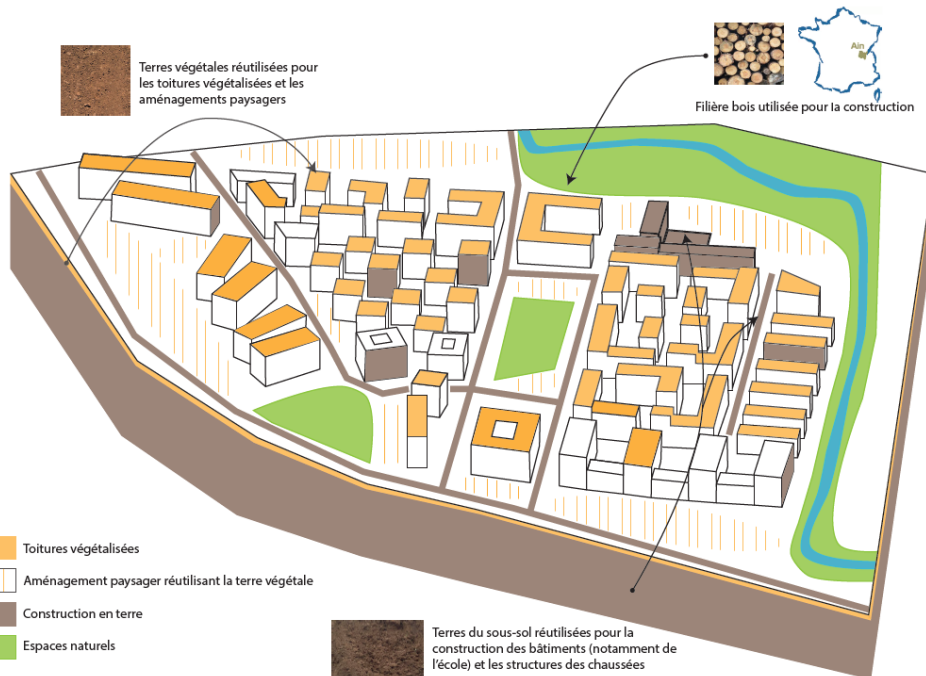 Terres végétales réutilisées pour
les toitures végétalisées et les
aménagements paysagers
Ain
Filière bois utilisée pour la construction
Toitures végétalisées
Aménagement paysager réutilisant la terre végétale
Construction en terre
Espaces naturels
Terres du sous-sol réutilisées pour la
construction des bâtiments (notamment de
l'école) et les structures des chaussées